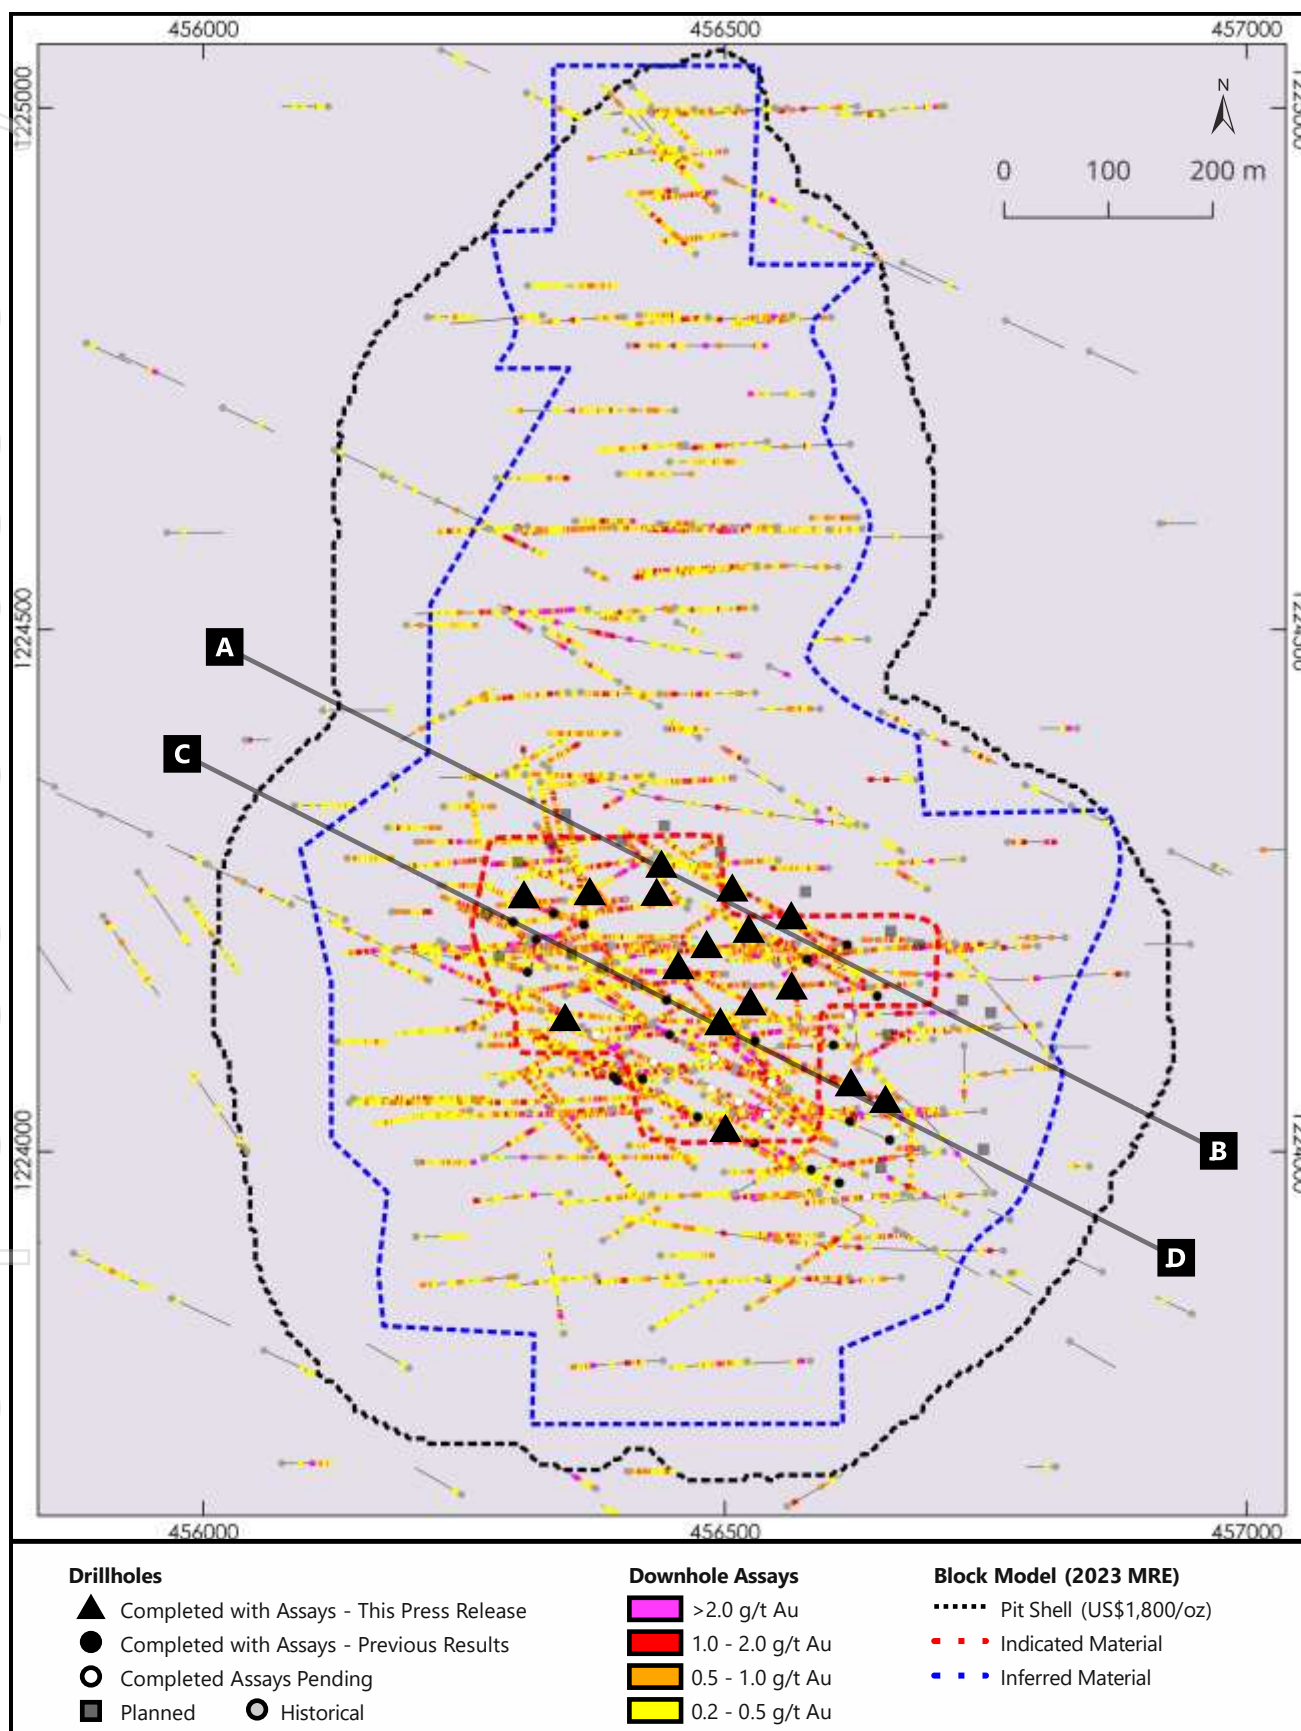 456000 456500 457000
1225000
1225000
N
0 100 200 m
1224500
1224500
A
C
1224000
1224000
B
D
456000 456500 457000
Drillholes
Completed with Assays - This Press Release
Completed with Assays - Previous Results
Completed Assays Pending
Planned Historical
Downhole Assays
>2.0 g/t Au
1.0 - 2.0 g/t Au
0.5 - 1.0 g/t Au
0.2 - 0.5 g/t Au
Block Model (2023 MRE)
Pit Shell (US$1,800/oz)
Indicated Material
Inferred Material